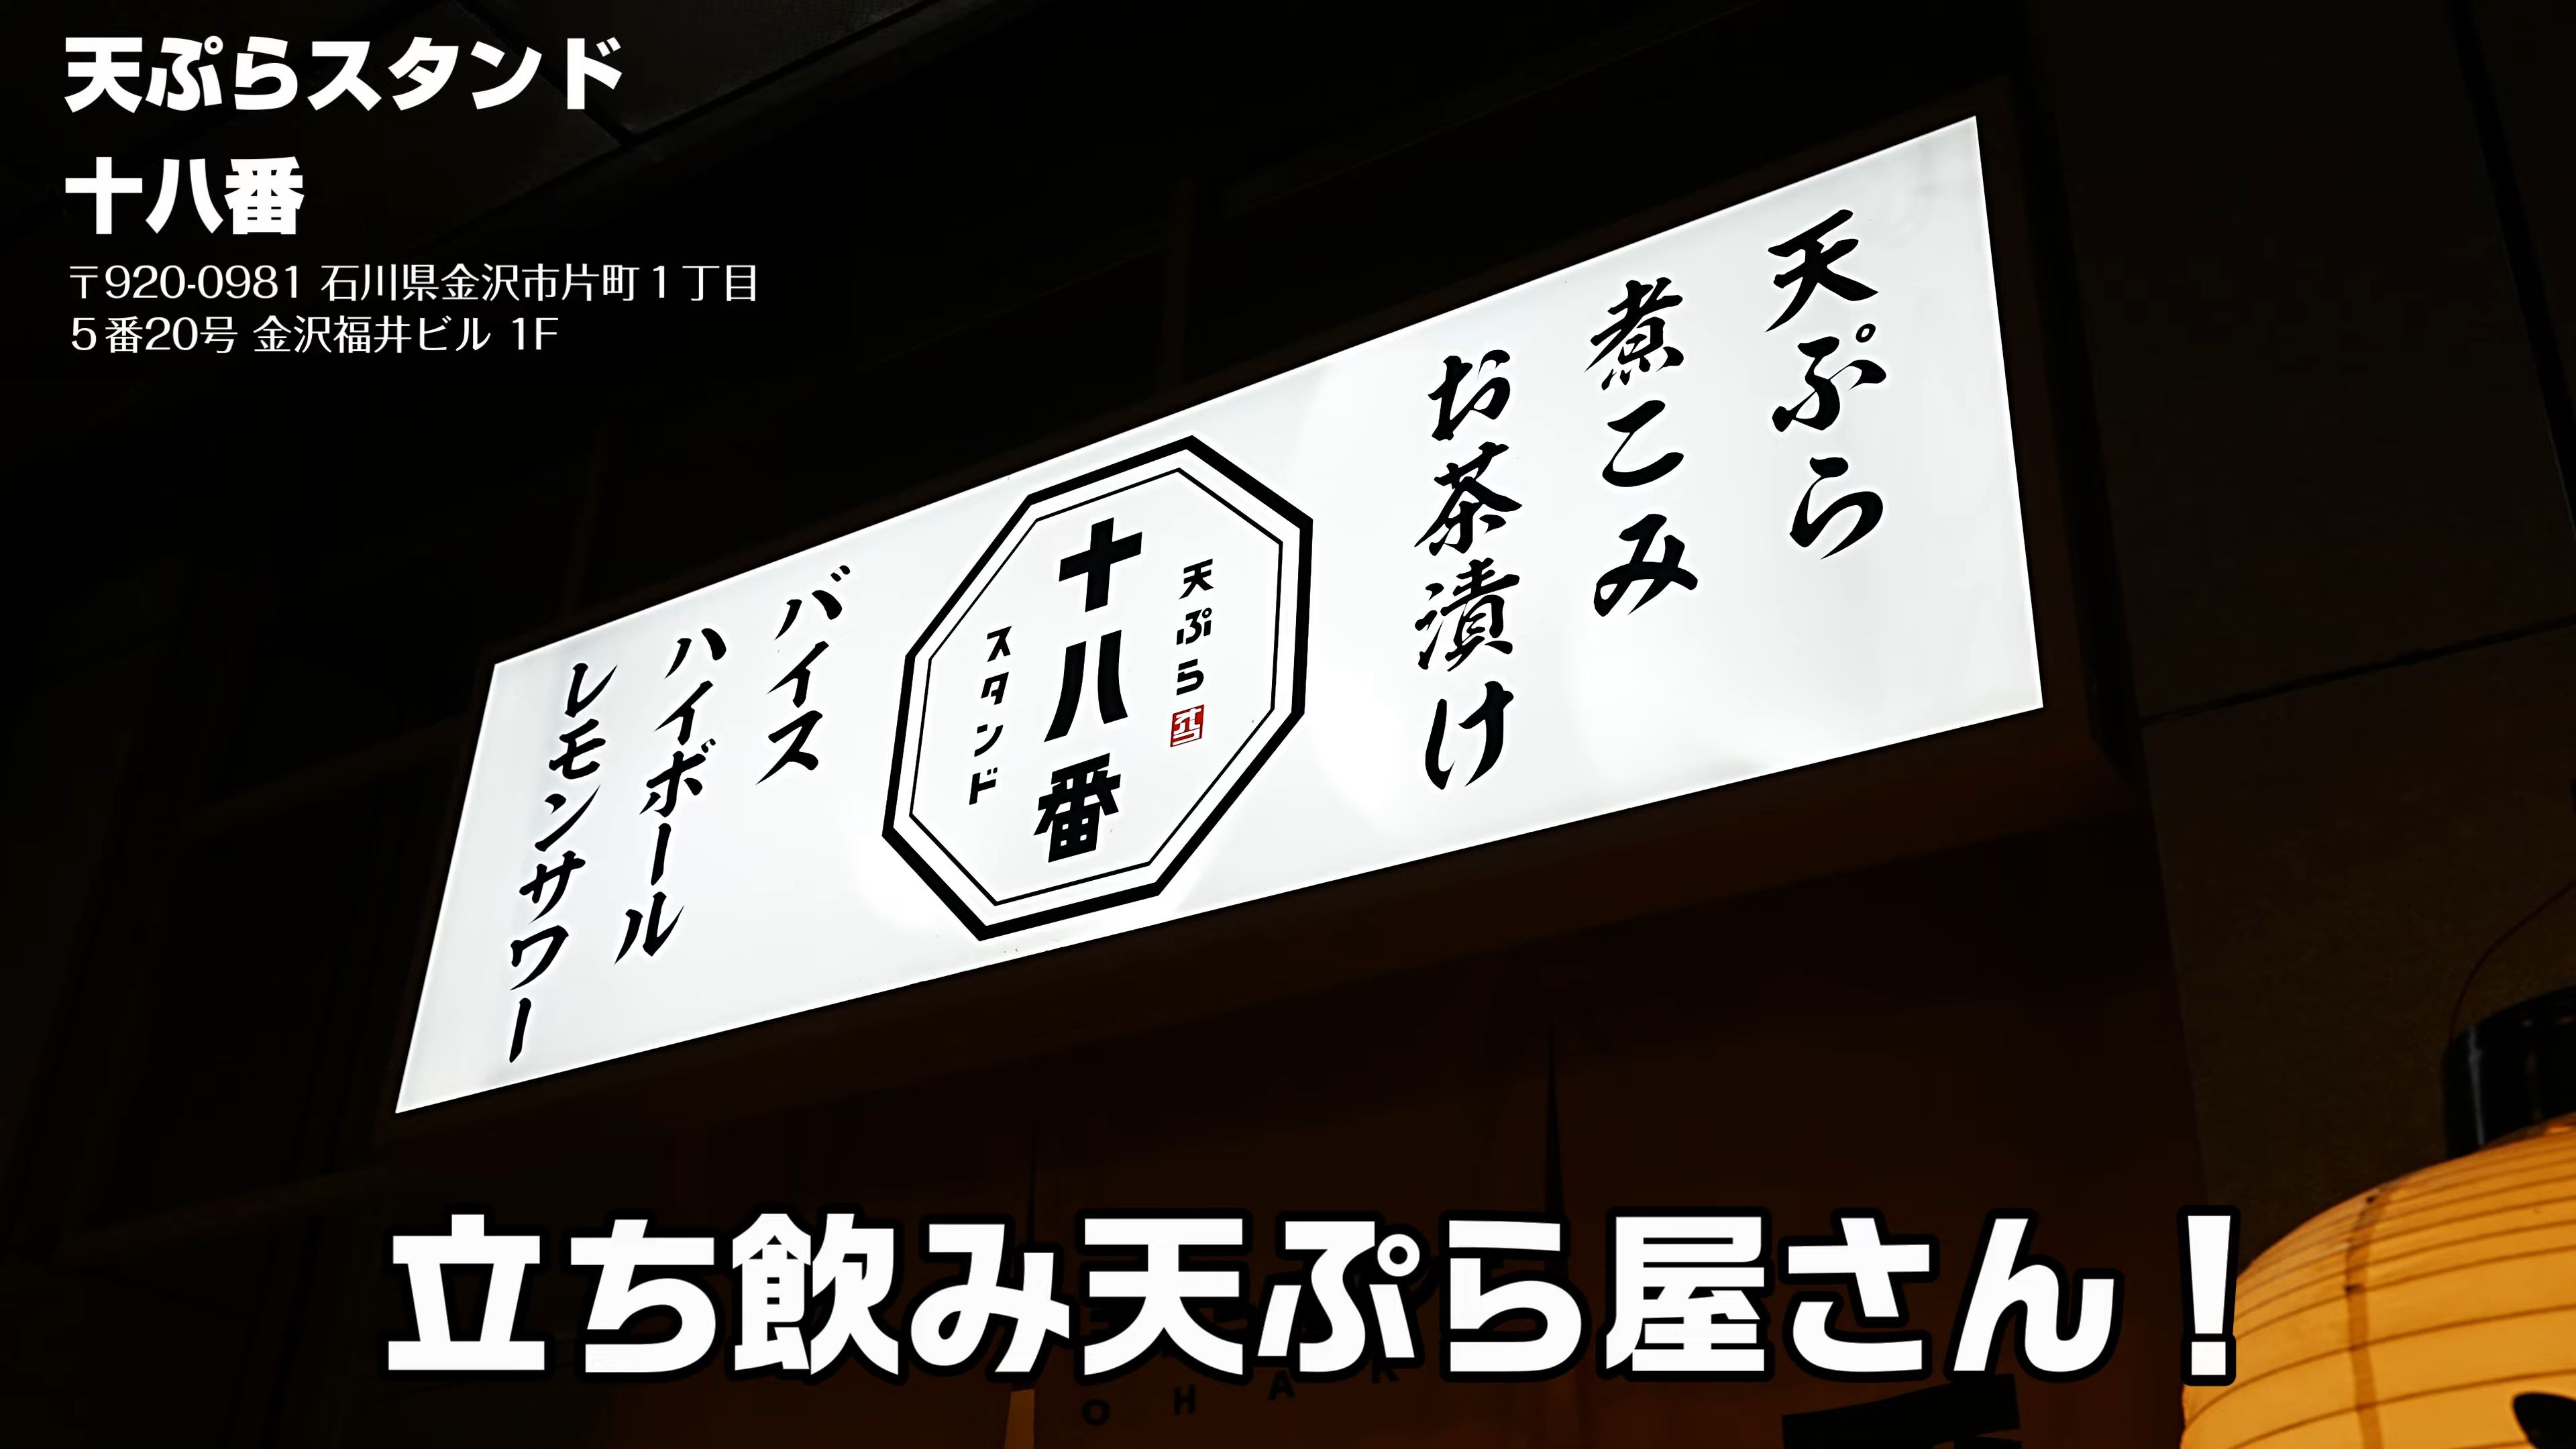 天ぷらスタンド
十八番
〒920-0981 石川県金沢市片町１丁目
５番20号 金沢福井ビル 1F
天ぷら
煮こみ
お茶漬け
天ぷら
十八番
スタンド
バイス
ハイボール
レモンサワー
立ち飲み天ぷら屋さん！